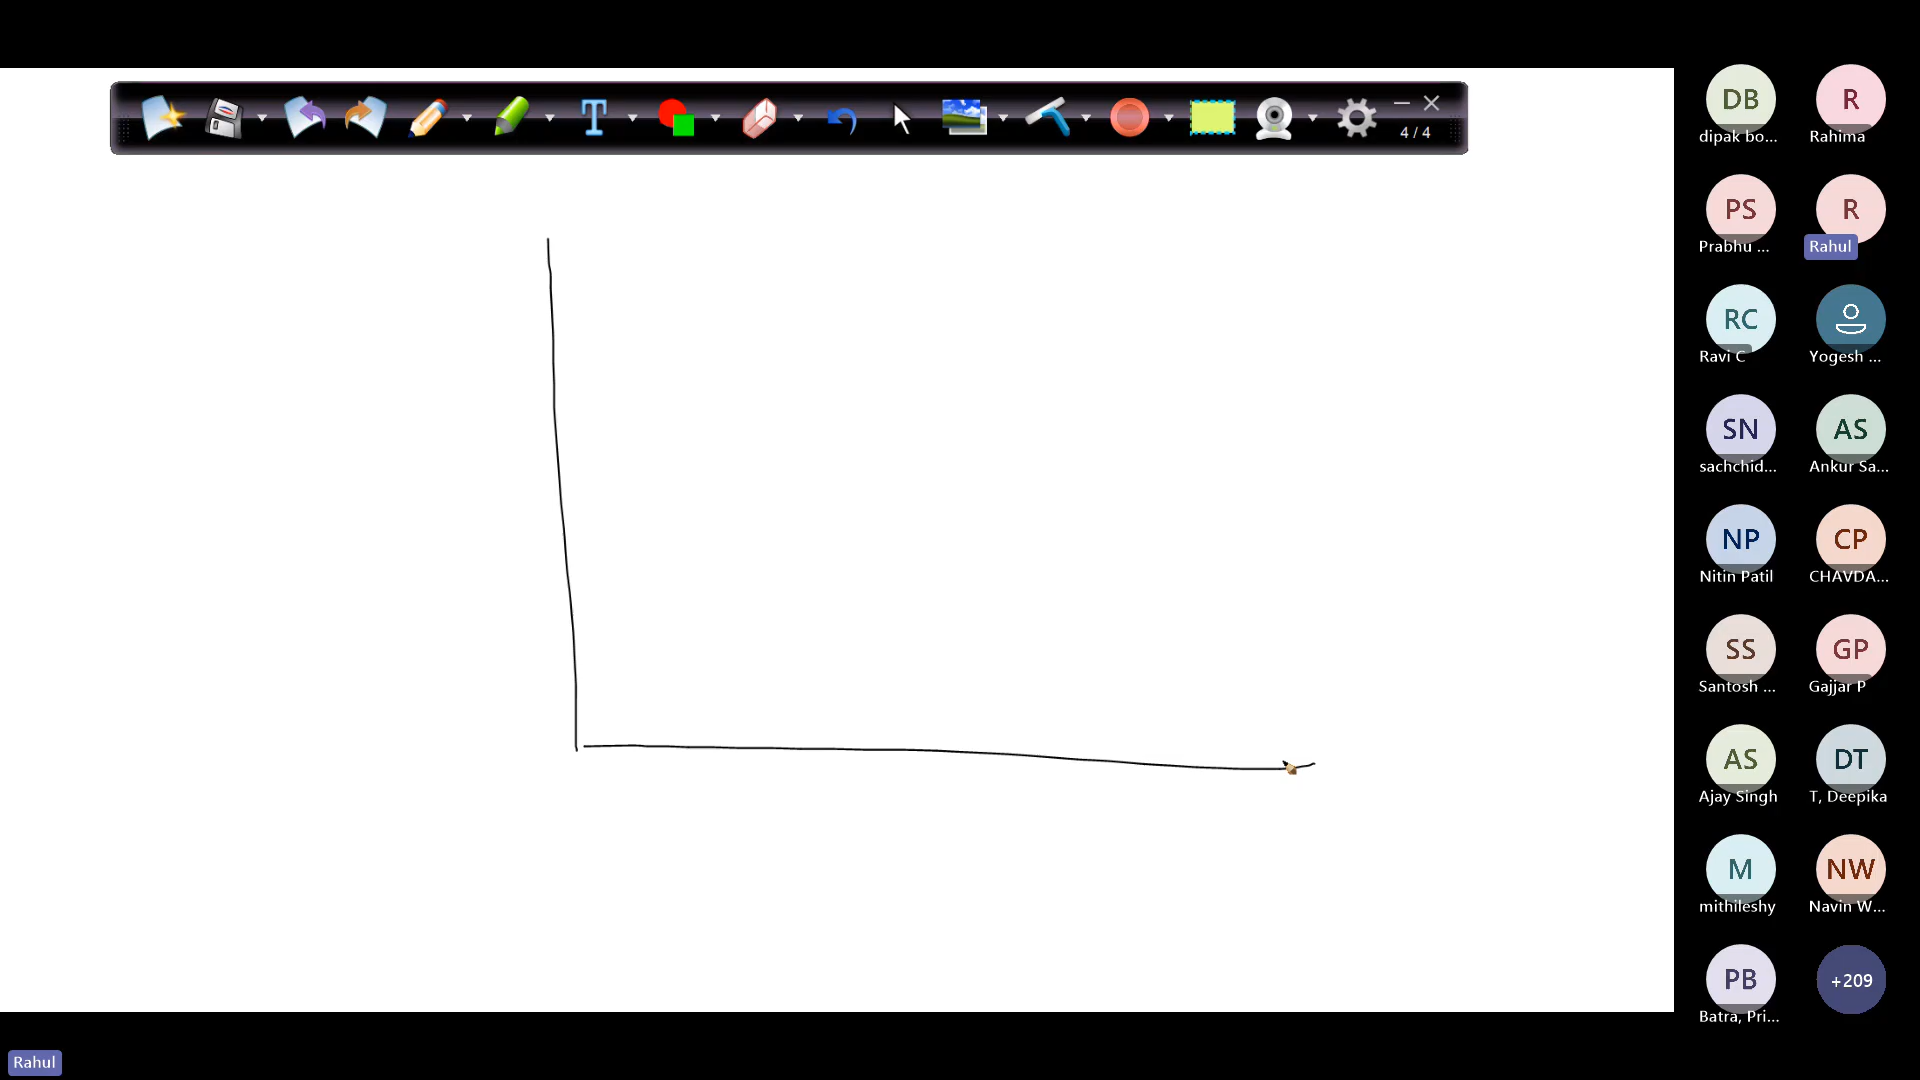 4 / 4
DB
dipak bo...
R
Rahima
PS
Prabhu ...
R
Rahul
RC
Ravi C
Yogesh ...
SN
sachchid...
AS
Ankur Sa...
NP
Nitin Patil
CP
CHAVDA...
SS
Santosh ...
GP
Gajjar P
AS
Ajay Singh
DT
T, Deepika
M
mithileshy
NW
Navin W...
PB
Batra, Pri...
+209
Rahul